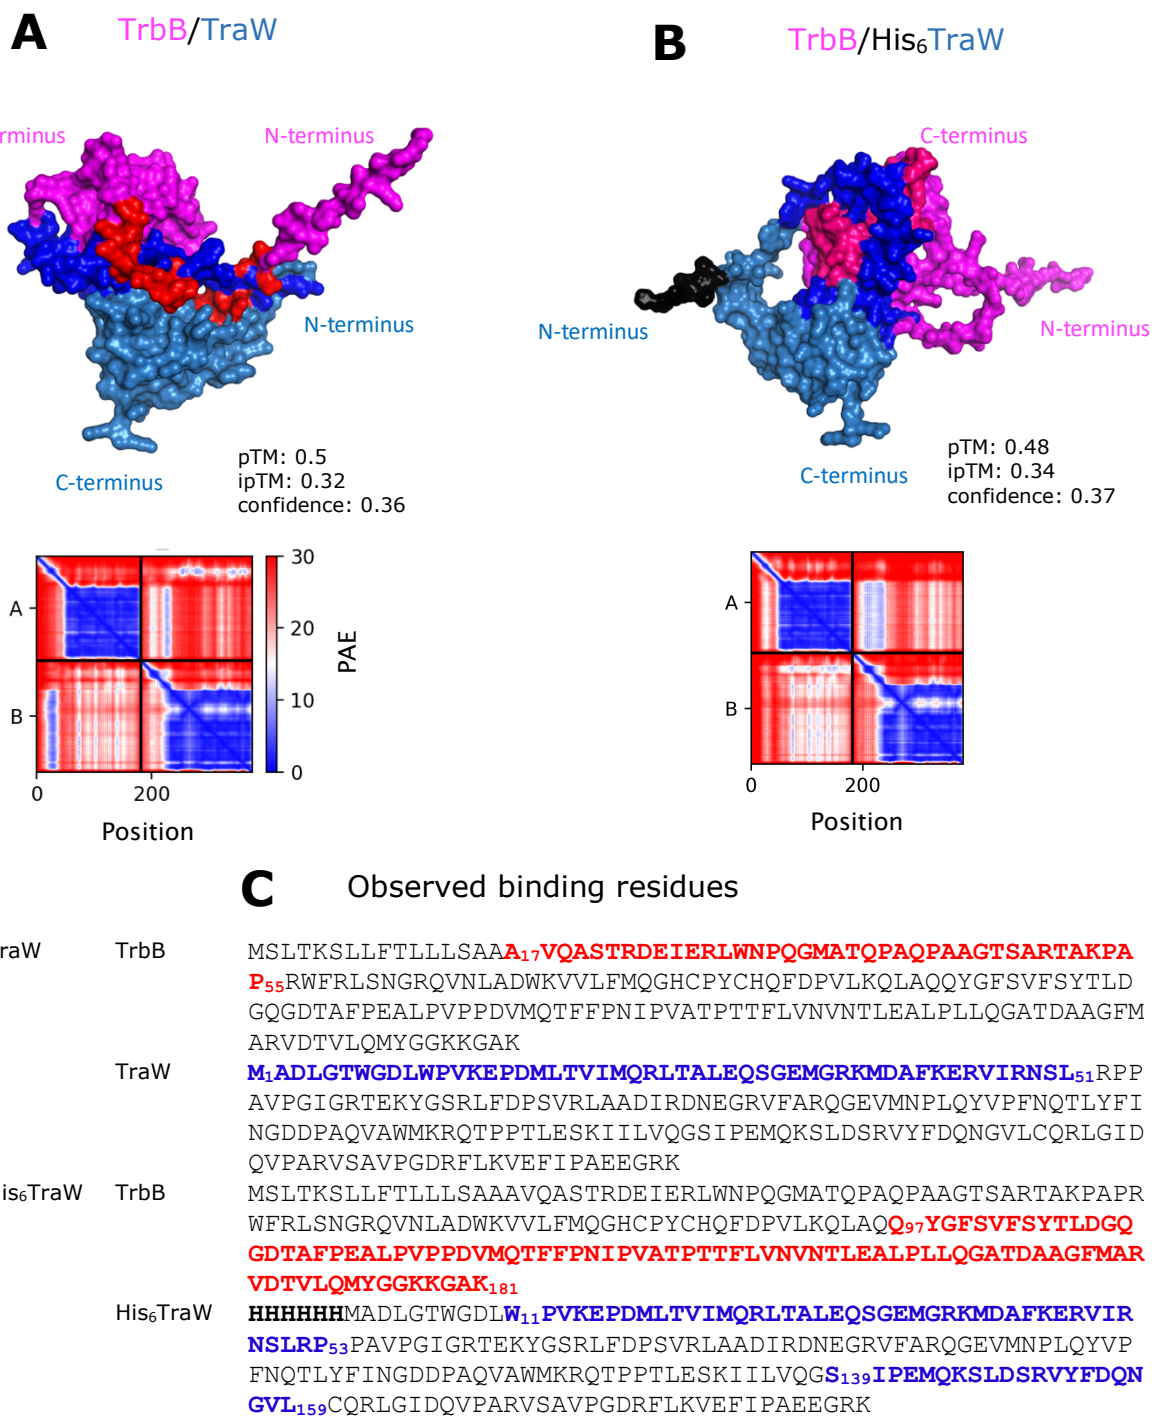 A
TrbB/TraW
B
TrbB/His₆TraW
rminus
N-terminus
C-terminus
N-terminus
N-terminus
N-terminus
C-terminus
pTM: 0.5
ipTM: 0.32
confidence: 0.36
C-terminus
pTM: 0.48
ipTM: 0.34
confidence: 0.37
A
B
0
200
Position
30
20
10
0
PAE
A
B
0
200
Position
C
Observed binding residues
raW
TrbB
MSLTKSLLFTLLLSAAA₁₇VQASTRDEIERLWNPQGMATQPAQPAAGTSARTAKPA
P₅₅RWFRLSNGRQVNLADWKVVLFMQGHCPYCHQFDPVLKQLAQQYGFSVFSYTLD
GQGDTAFPEALPVPPDVMQTFFPNIPVATPTTFLVNVNTLEALPLLQGATDAAGFM
ARVDTVLQMYGGKKGAK
TraW
M₁ADLGTWGDLWPVKEPDMLTVIMQRLTALEQSGEMGRKMDAFKERVIRNSL₅₁RPP
AVPGIGRTEKYGSRLFDPSVRLAADIRDNEGRVFARQGEVMNPLQYVPFNQTLYFI
NGDDPAQVAWMKRQTPPTLESKIILVQGSIPEMQKSLDSRVYFDQNGVLCQRLGID
QVPARVSAVPGDRFLKVEFIPAEEGRK
is₆TraW
TrbB
MSLTKSLLFTLLLSAAAVQASTRDEIERLWNPQGMATQPAQPAAGTSARTAKPAPR
WFRLSNGRQVNLADWKVVLFMQGHCPYCHQFDPVLKQLAQQ₉₇YGFSVFSYTLDGQ
GDTAFPEALPVPPDVMQTFFPNIPVATPTTFLVNVNTLEALPLLQGATDAAGFMAR
VDTVLQMYGGKKGAK₁₈₁
His₆TraW
HHHHHHMADLGTWGDLW₁₁PVKEPDMLTVIMQRLTALEQSGEMGRKMDAFKERVIR
NSLRP₅₃PAVPGIGRTEKYGSRLFDPSVRLAADIRDNEGRVFARQGEVMNPLQYVP
FNQTLYFINGDDPAQVAWMKRQTPPTLESKIILVQGS₁₃₉IPEMQKSLDSRVYFDQN
GVL₁₅₉CQRLGIDQVPARVSAVPGDRFLKVEFIPAEEGRK